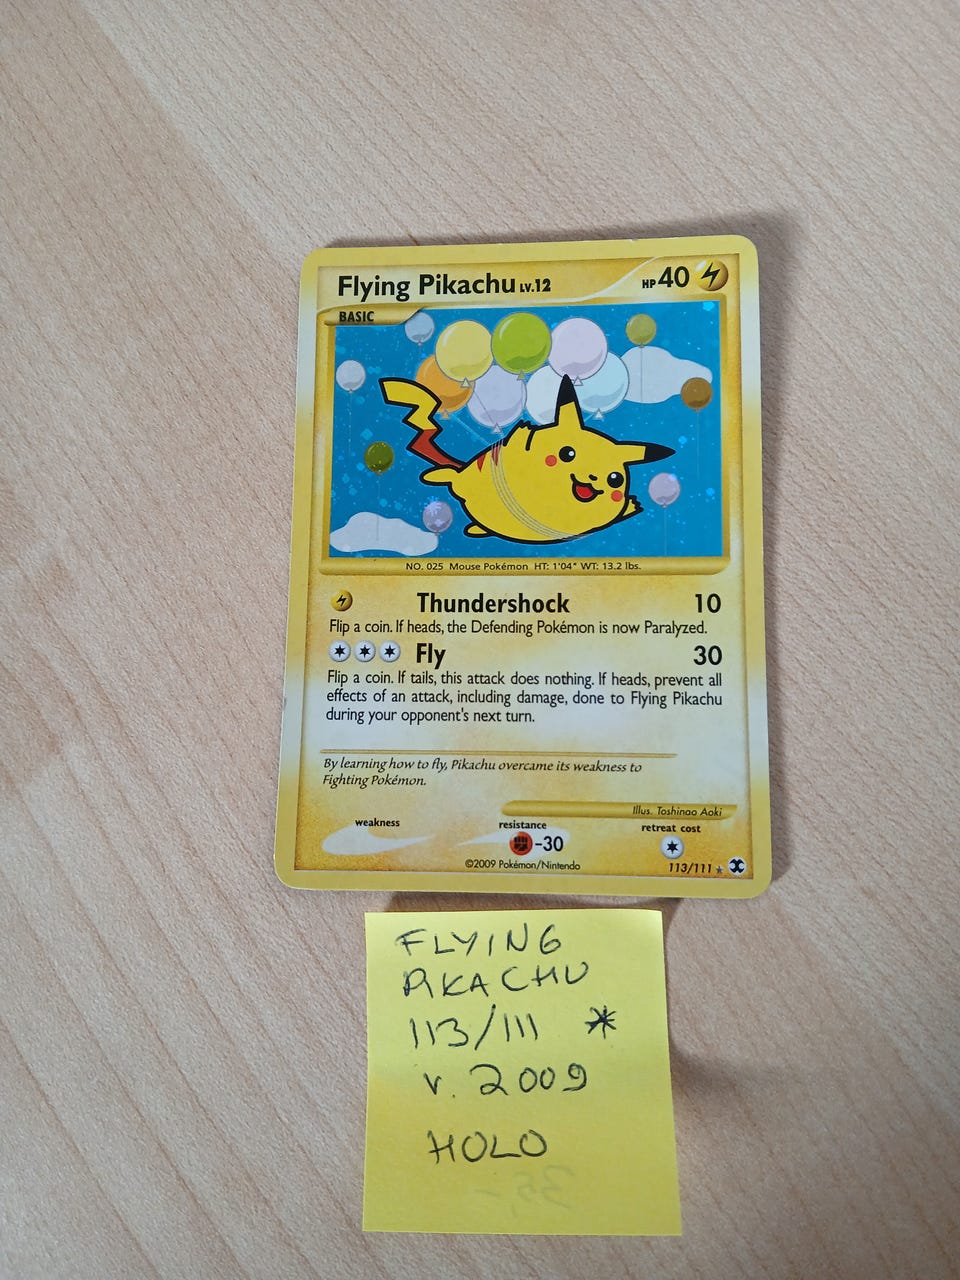 Flying Pikachu LV.12 HP 40
BASIC
NO. 025 Mouse Pokémon HT: 1'04" WT: 13.2 lbs.
Thundershock 10
Flip a coin. If heads, the Defending Pokémon is now Paralyzed.
Fly 30
Flip a coin. If tails, this attack does nothing. If heads, prevent all
effects of an attack, including damage, done to Flying Pikachu
during your opponent's next turn.
By learning how to fly, Pikachu overcame its weakness to
Fighting Pokémon.
Illus. Toshinao Aoki
weakness resistance retreat cost
-30
©2009 Pokémon/Nintendo 113/111
FLYING
PIKACHU
113/111 *
v. 2009
HOLO